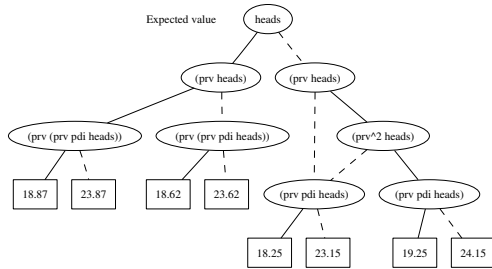 Expected value heads
(prv heads) (prv heads)
(prv (prv pdi heads)) (prv (prv pdi heads)) (prv^2 heads)
18.87 23.87 18.62 23.62 (prv pdi heads) (prv pdi heads)
18.25 23.15 19.25 24.15